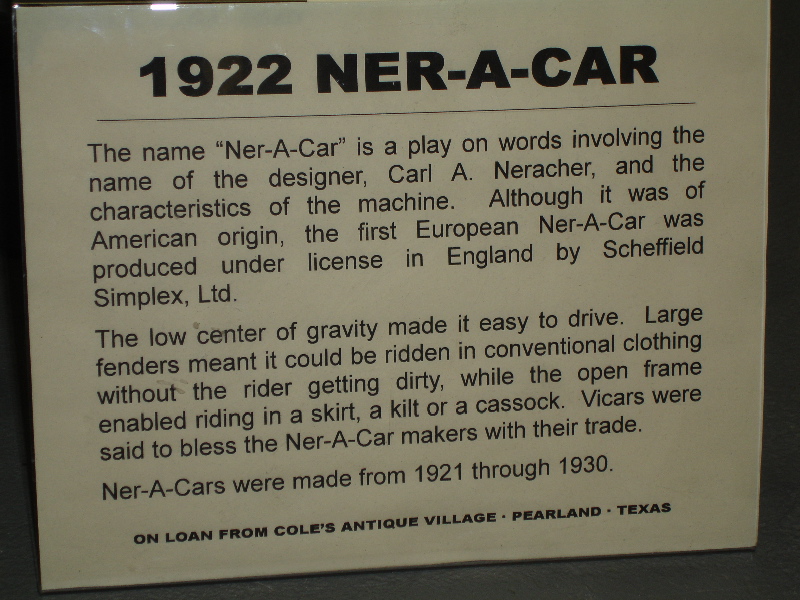 1922 NER-A-CAR
The name “Ner-A-Car” is a play on words involving the
name of the designer, Carl A. Neracher, and the
characteristics of the machine. Although it was of
American origin, the first European Ner-A-Car was
produced under license in England by Scheffield
Simplex, Ltd.
The low center of gravity made it easy to drive. Large
fenders meant it could be ridden in conventional clothing
without the rider getting dirty, while the open frame
enabled riding in a skirt, a kilt or a cassock. Vicars were
said to bless the Ner-A-Car makers with their trade.
Ner-A-Cars were made from 1921 through 1930.
ON LOAN FROM COLE'S ANTIQUE VILLAGE · PEARLAND · TEXAS